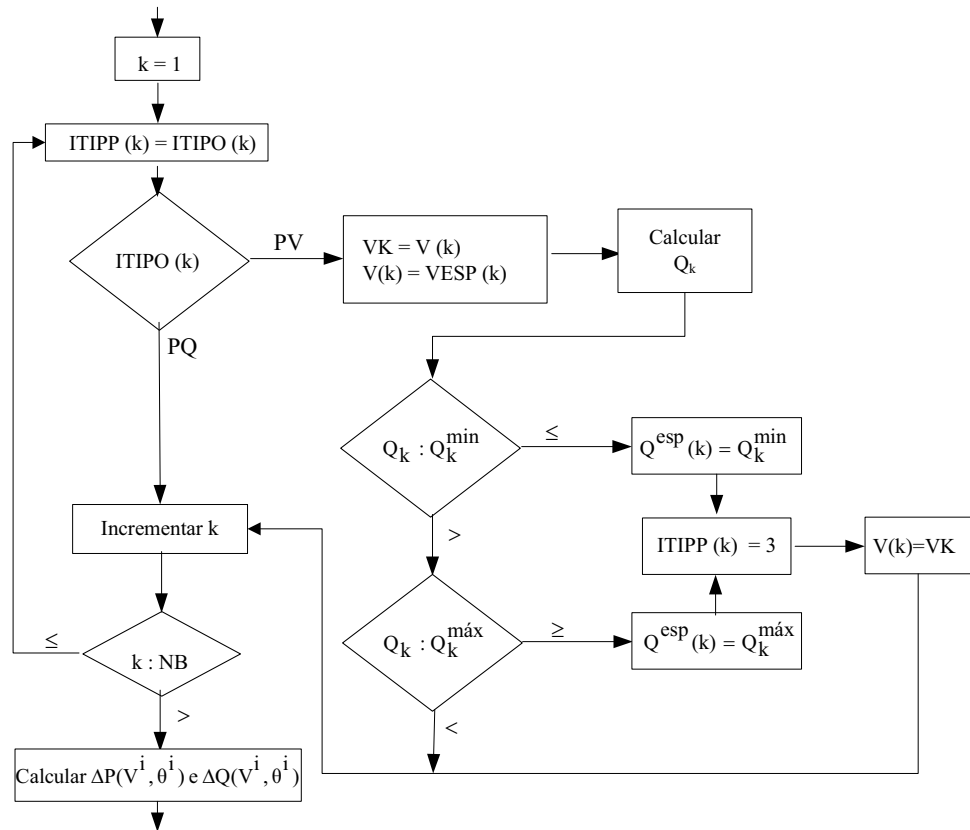 k = 1
ITIPP (k) = ITIPO (k)
ITIPO (k)
PV
VK = V (k)
V(k) = VESP (k)
Calcular
Qₖ
PQ
Q_k : Q_k^min
≤
Q^esp (k) = Q_k^min
>
ITIPP (k) = 3
V(k)=VK
Incrementar k
Q_k : Q_k^máx
≥
Q^esp (k) = Q_k^máx
<
≤
k : NB
>
Calcular ΔP(V^i, θ^i) e ΔQ(V^i, θ^i)